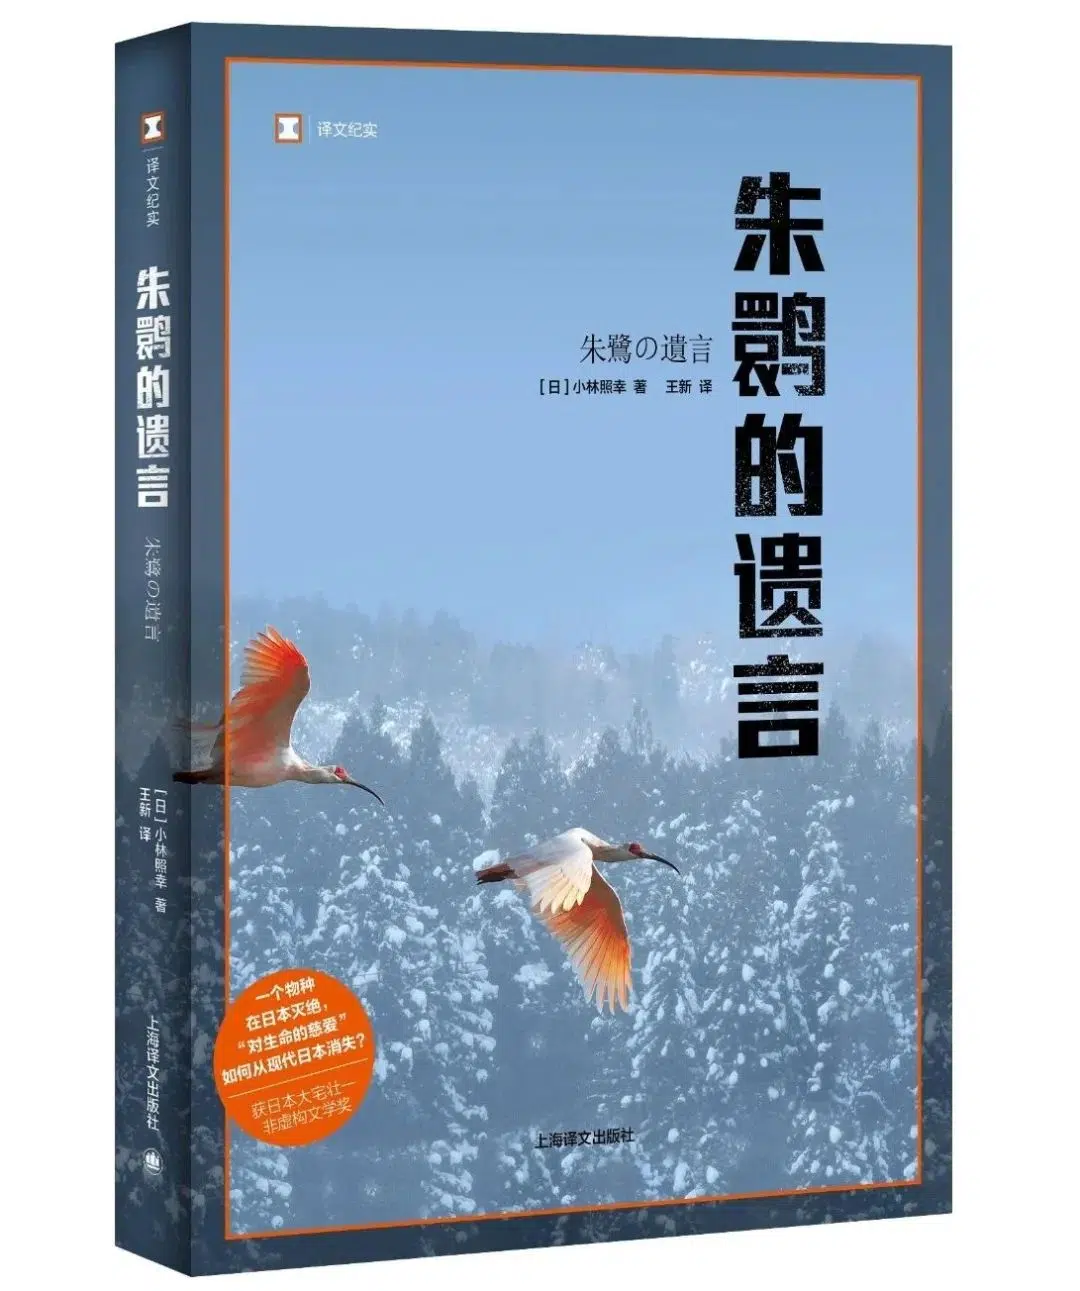 译文纪实
朱鹮的遗言
朱鷺の遺言
[日]小林照幸 著 王新 译
一个物种
在日本灭绝，
“对生命的慈爱”
如何从现代日本消失？
获日本大宅壮一
非虚构文学奖
上海译文出版社
译文纪实
朱鹮的遗言
朱鷺の遺言
[日]小林照幸 著
王新 译
上海译文出版社